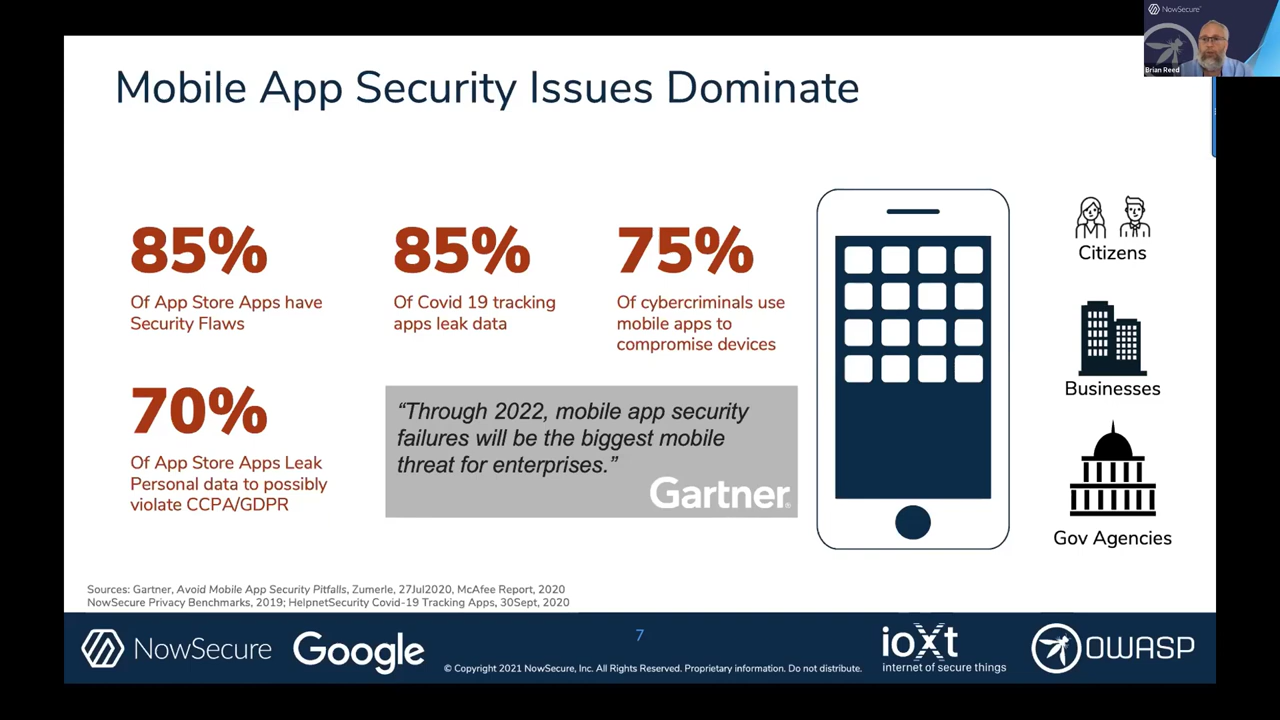 NowSecure
Brian Reed
Mobile App Security Issues Dominate
85%
Of App Store Apps have
Security Flaws
85%
Of Covid 19 tracking
apps leak data
75%
Of cybercriminals use
mobile apps to
compromise devices
70%
Of App Store Apps Leak
Personal data to possibly
violate CCPA/GDPR
“Through 2022, mobile app security
failures will be the biggest mobile
threat for enterprises.”
Gartner®
Citizens
Businesses
Gov Agencies
Sources: Gartner, Avoid Mobile App Security Pitfalls, Zumerle, 27Jul2020, McAfee Report, 2020
NowSecure Privacy Benchmarks, 2019; HelpnetSecurity Covid-19 Tracking Apps, 30Sept, 2020
NowSecure
Google
7
© Copyright 2021 NowSecure, Inc. All Rights Reserved. Proprietary information. Do not distribute.
ioXt
internet of secure things
OWASP